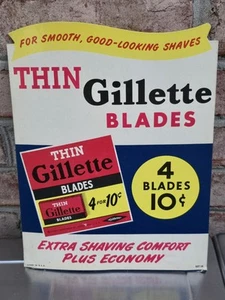 FOR SMOOTH, GOOD-LOOKING SHAVES
THIN
Gillette
BLADES
THIN
Gillette
BLADES
THIN
Gillette
BLADES
4 FOR 10¢
4
BLADES
10¢
EXTRA SHAVING COMFORT
PLUS ECONOMY